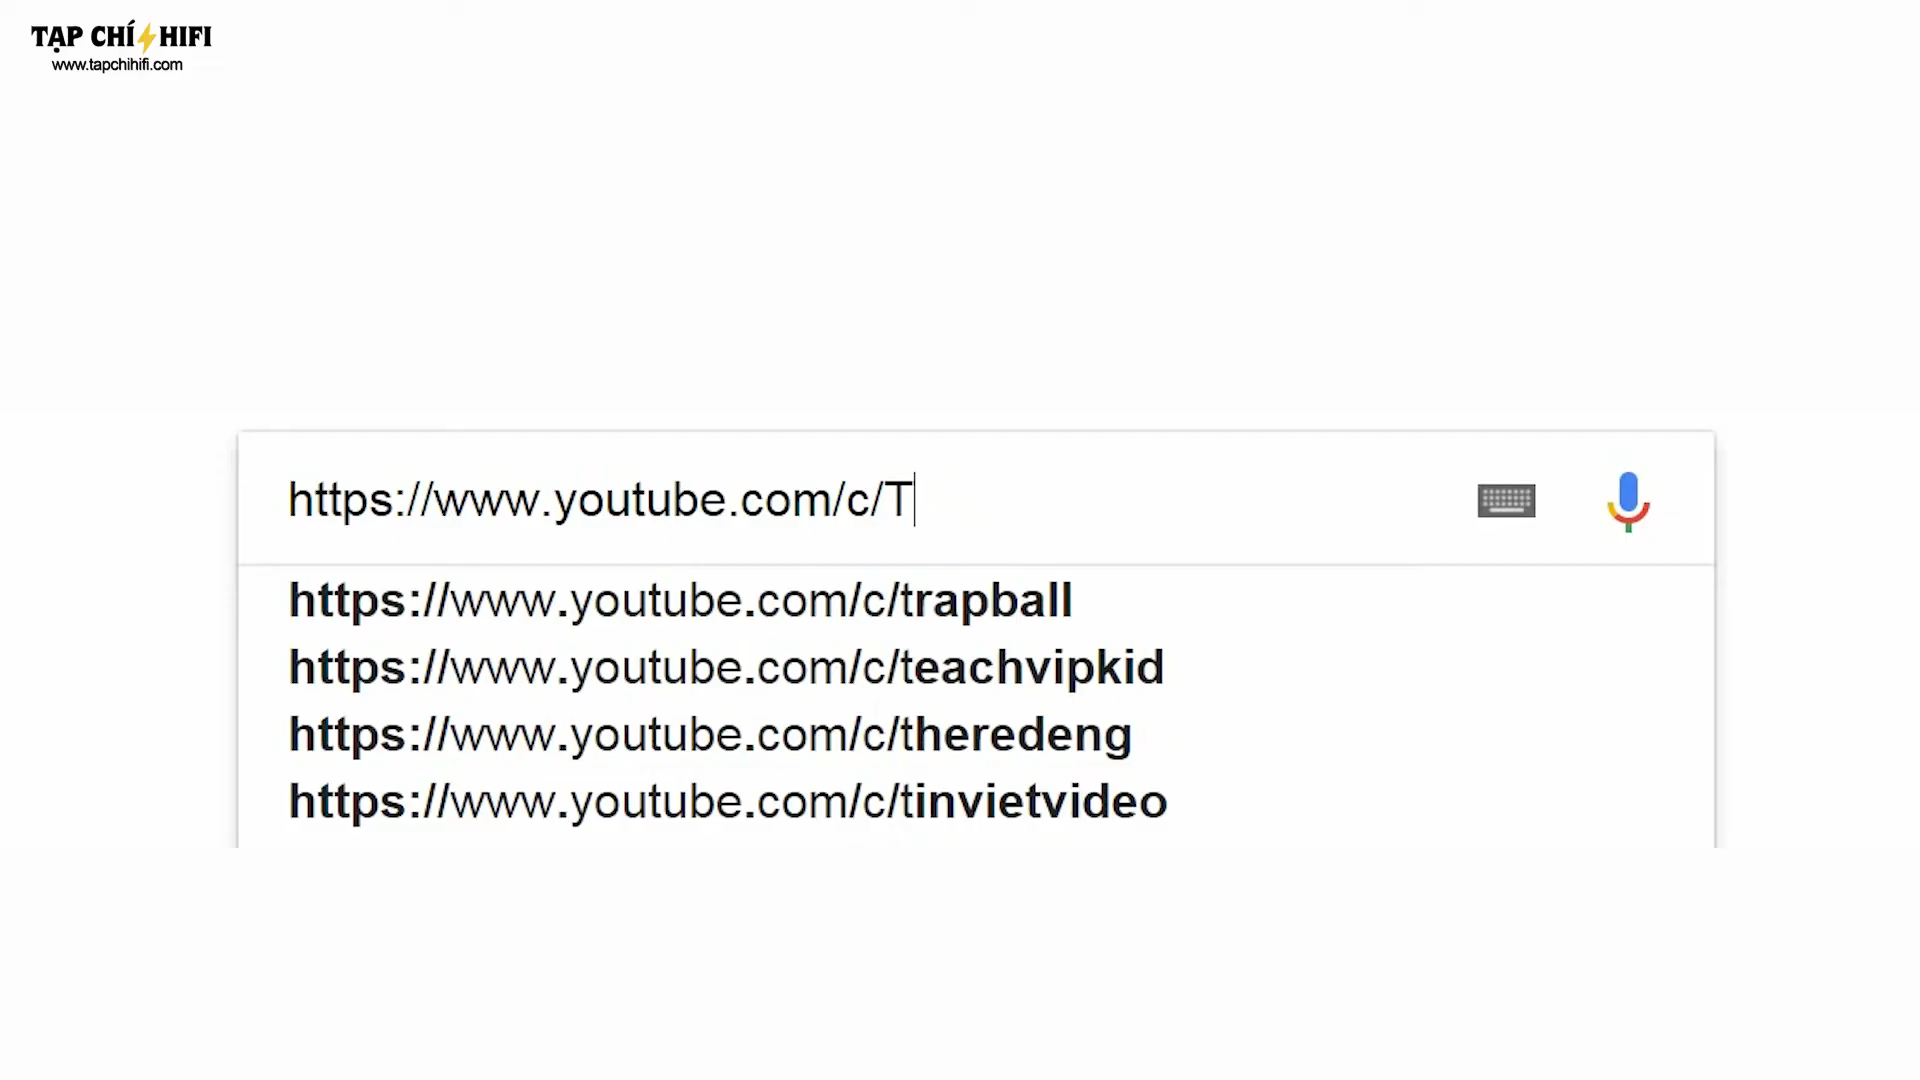 TẠP CHÍ HIFI
www.tapchihifi.com
https://www.youtube.com/c/T
https://www.youtube.com/c/trapball
https://www.youtube.com/c/teachvipkid
https://www.youtube.com/c/theredeng
https://www.youtube.com/c/tinvietvideo